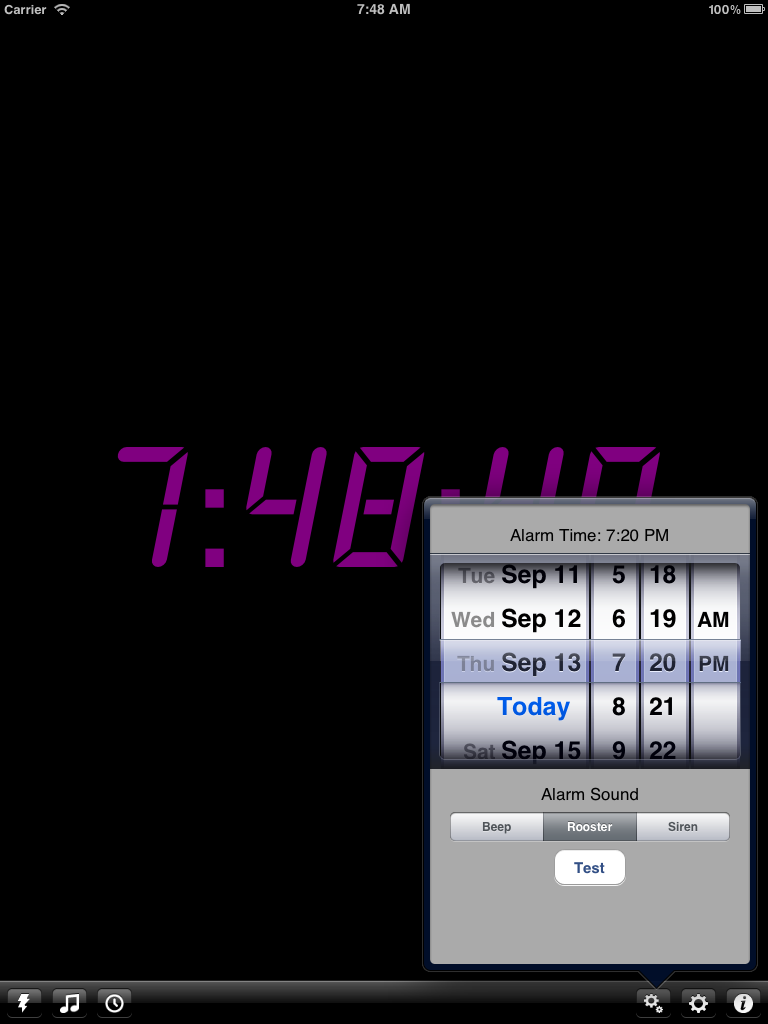 Carrier 7:48 AM 100%
7:48
Alarm Time: 7:20 PM
Tue Sep 11 5 18
Wed Sep 12 6 19 AM
Thu Sep 13 7 20 PM
Today 8 21
Sat Sep 15 9 22
Alarm Sound
Beep Rooster Siren
Test